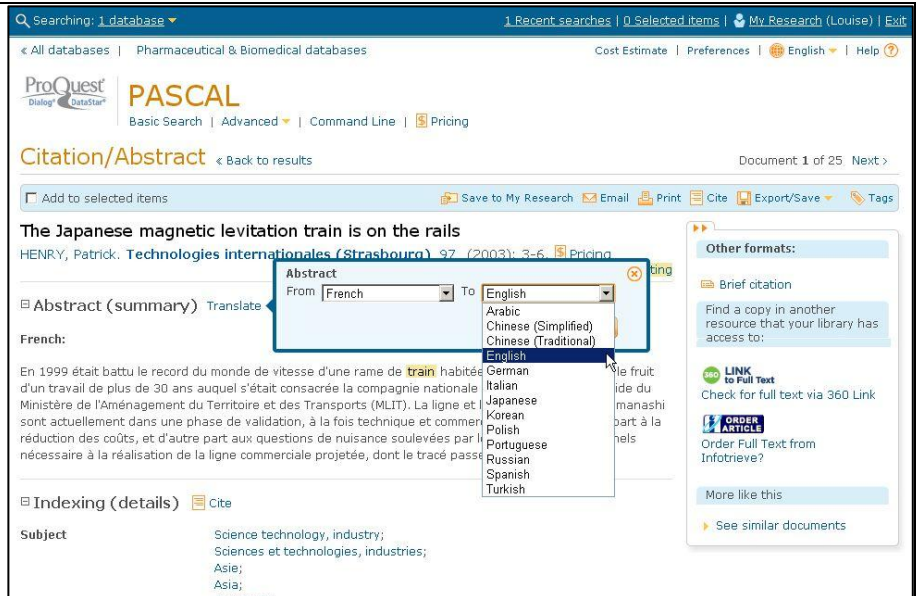 Searching: 1 database
1 Recent searches | 0 Selected items | My Research (Louise) | Exit
« All databases | Pharmaceutical & Biomedical databases
Cost Estimate | Preferences | English | Help ?
ProQuest
Dialog DataStar
PASCAL
Basic Search | Advanced | Command Line | $ Pricing
Citation/Abstract « Back to results
Document 1 of 25 Next >
Add to selected items
Save to My Research Email Print Cite Export/Save Tags
The Japanese magnetic levitation train is on the rails
HENRY, Patrick. Technologies internationales (Strasbourg) 97 (2003): 3-6. $ Pricing
ting
Abstract
From French To English
Arabic
Chinese (Simplified)
Chinese (Traditional)
English
German
Italian
Japanese
Korean
Polish
Portuguese
Russian
Spanish
Turkish
Abstract (summary) Translate
French:
En 1999 était battu le record du monde de vitesse d'une rame de train habitée le fruit
d'un travail de plus de 30 ans auquel s'était consacrée la compagnie nationale ide du
Ministère de l'Aménagement du Territoire et des Transports (MLIT). La ligne et manashi
sont actuellement dans une phase de validation, à la fois technique et commer part à la
réduction des coûts, et d'autre part aux questions de nuisance soulevées par nels
nécessaire à la réalisation de la ligne commerciale projetée, dont le tracé passe
Indexing (details) Cite
Subject
Science technology, industry;
Sciences et technologies, industries;
Asie;
Asia;
Other formats:
Brief citation
Find a copy in another
resource that your library has
access to:
360 LINK
to Full Text
Check for full text via 360 Link
ORDER
ARTICLE
Order Full Text from
Infotrieve?
More like this
See similar documents